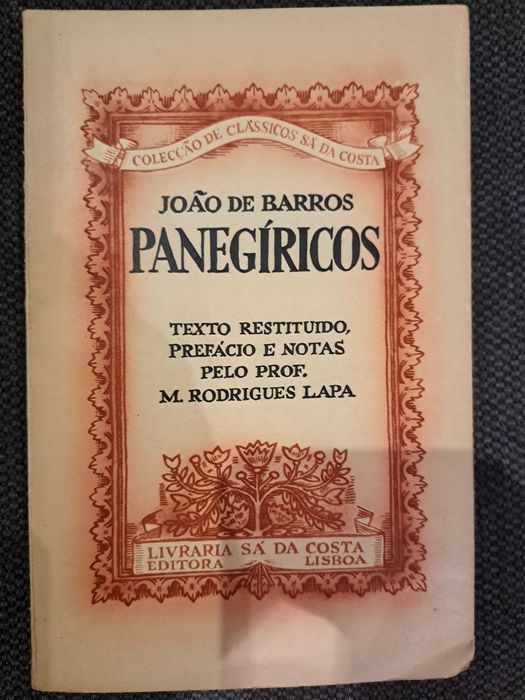 COLECÇÃO DE CLÁSSICOS SÁ DA COSTA
JOÃO DE BARROS
PANEGÍRICOS
TEXTO RESTITUIDO,
PREFÁCIO E NOTAS
PELO PROF.
M. RODRIGUES LAPA
LIVRARIA SÁ DA COSTA
EDITORA LISBOA